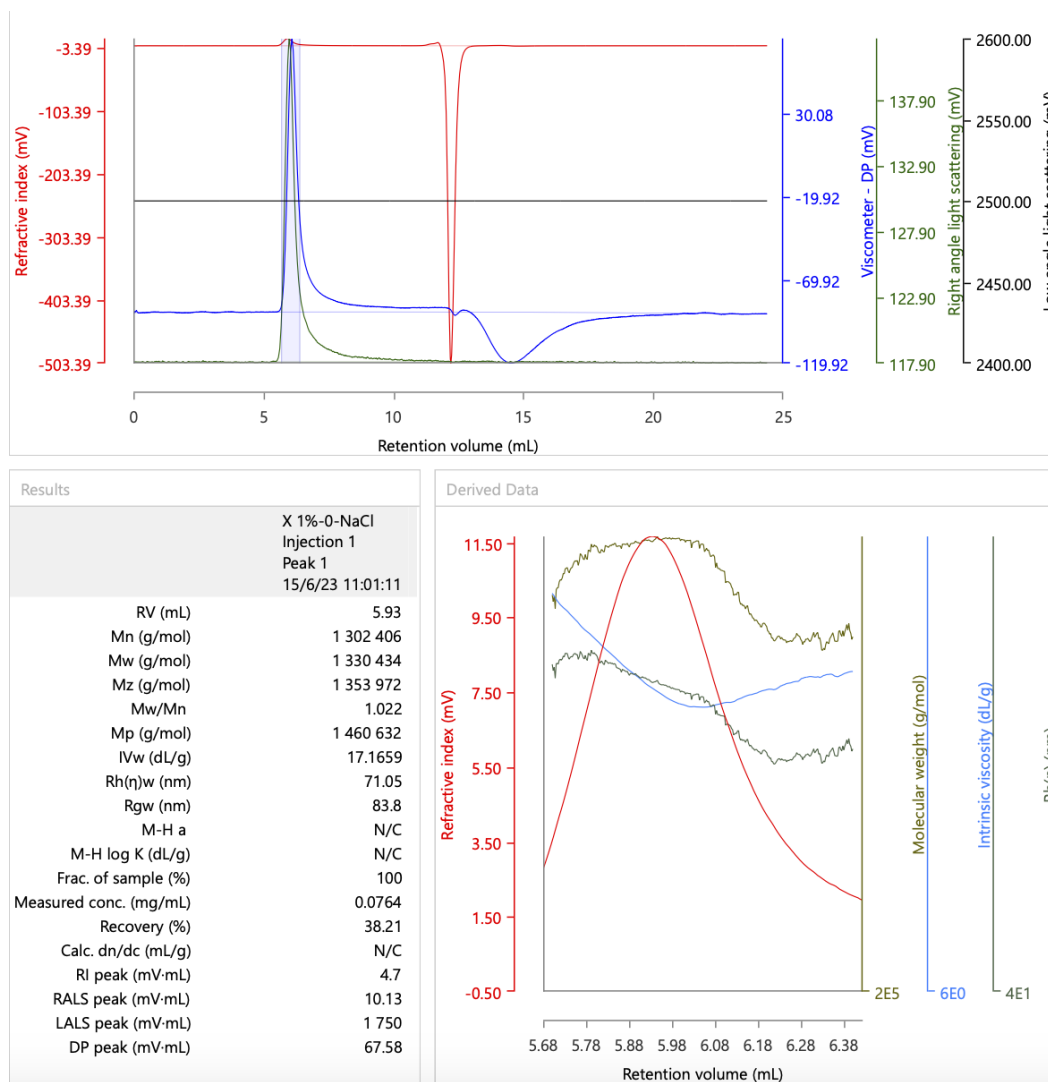 -3.39
-103.39
-203.39
-303.39
-403.39
-503.39
Refractive index (mV)
30.08
-19.92
-69.92
-119.92
Viscometer - DP (mV)
137.90
132.90
127.90
122.90
117.90
Right angle light scattering (mV)
2600.00
2550.00
2500.00
2450.00
2400.00
0 5 10 15 20 25
Retention volume (mL)
Results
X 1%-0-NaCl
Injection 1
Peak 1
15/6/23 11:01:11
RV (mL) 5.93
Mn (g/mol) 1 302 406
Mw (g/mol) 1 330 434
Mz (g/mol) 1 353 972
Mw/Mn 1.022
Mp (g/mol) 1 460 632
IVw (dL/g) 17.1659
Rh(η)w (nm) 71.05
Rgw (nm) 83.8
M-H a N/C
M-H log K (dL/g) N/C
Frac. of sample (%) 100
Measured conc. (mg/mL) 0.0764
Recovery (%) 38.21
Calc. dn/dc (mL/g) N/C
RI peak (mV·mL) 4.7
RALS peak (mV·mL) 10.13
LALS peak (mV·mL) 1 750
DP peak (mV·mL) 67.58
Derived Data
11.50
9.50
7.50
5.50
3.50
1.50
-0.50
Refractive index (mV)
Molecular weight (g/mol)
2E5
Intrinsic viscosity (dL/g)
6E0
4E1
5.68 5.78 5.88 5.98 6.08 6.18 6.28 6.38
Retention volume (mL)